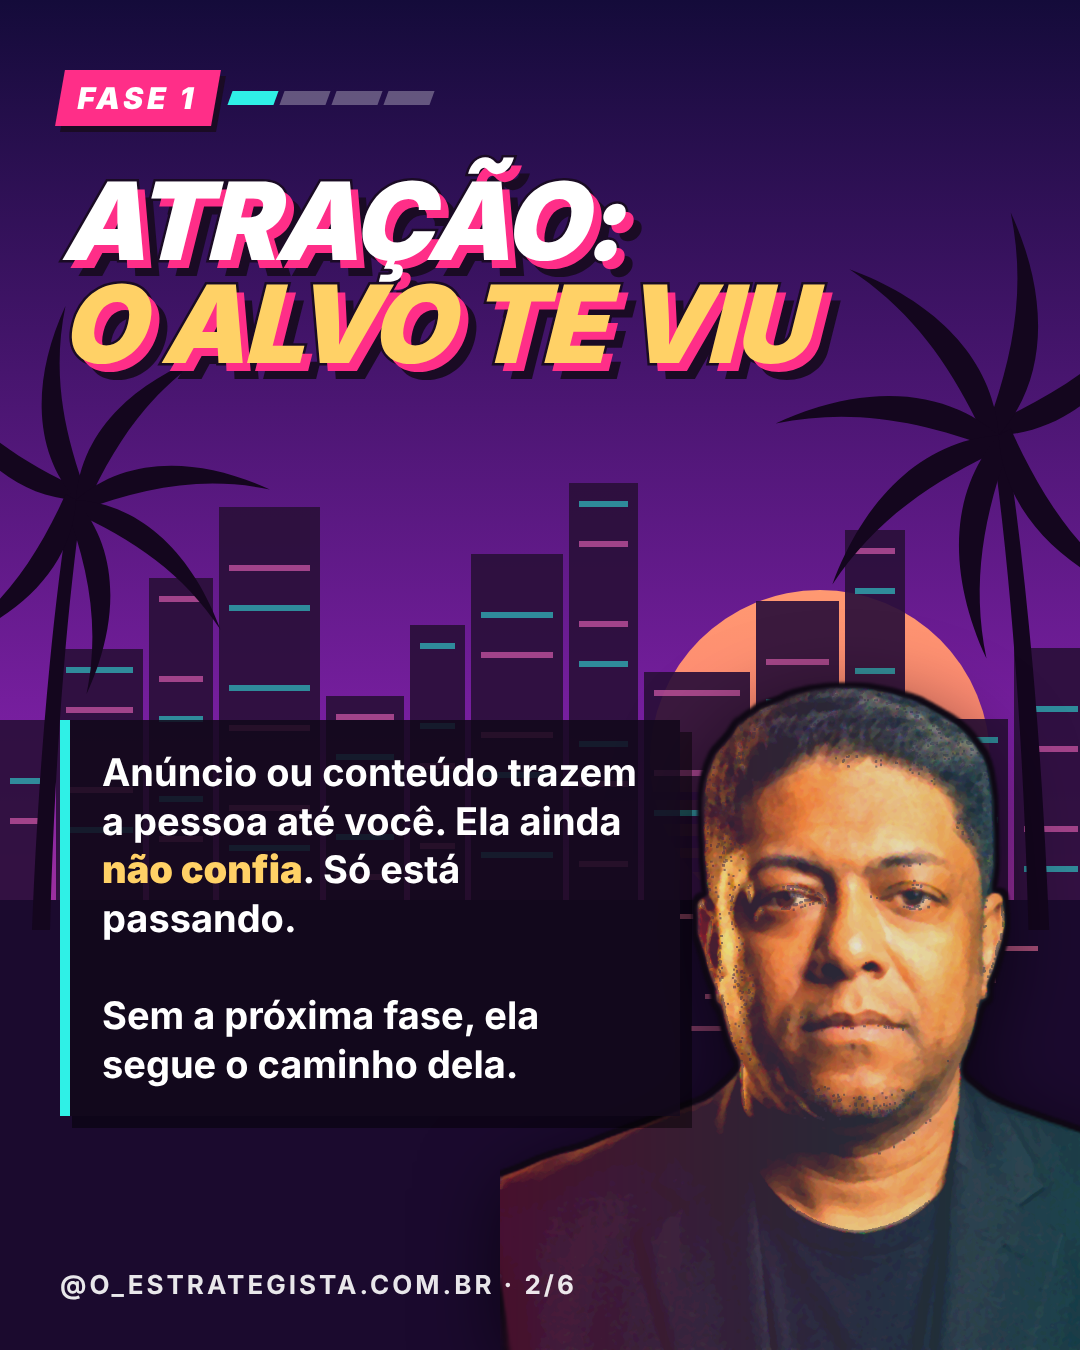 FASE 1
ATRAÇÃO:
O ALVO TE VIU
Anúncio ou conteúdo trazem
a pessoa até você. Ela ainda
não confia. Só está
passando.
Sem a próxima fase, ela
segue o caminho dela.
@O_ESTRATEGISTA.COM.BR · 2/6